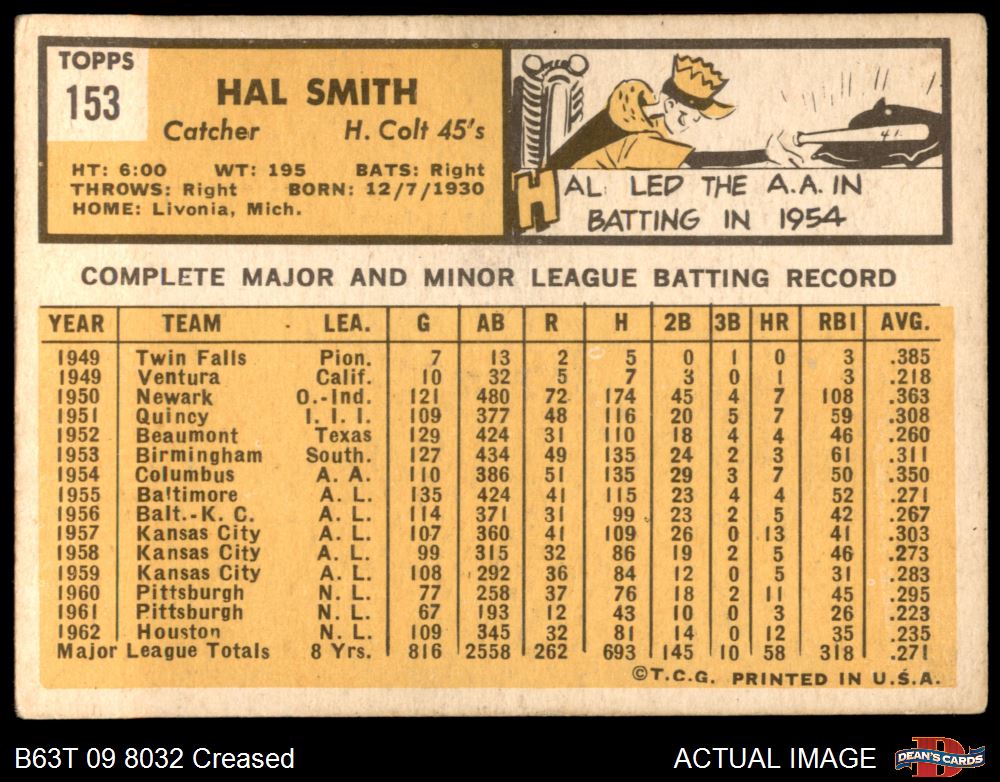 TOPPS
153
HAL SMITH
Catcher H. Colt 45's
HT: 6:00 WT: 195 BATS: Right
THROWS: Right BORN: 12/7/1930
HOME: Livonia, Mich.
41
HAL LED THE A.A. IN
BATTING IN 1954
COMPLETE MAJOR AND MINOR LEAGUE BATTING RECORD
YEAR TEAM LEA. G AB R H 2B 3B HR RBI AVG.
1949 Twin Falls Pion. 7 13 2 5 0 1 0 3 .385
1949 Ventura Calif. 10 32 5 7 3 0 1 3 .218
1950 Newark O.-Ind. 121 480 72 174 45 4 7 108 .363
1951 Quincy I. I. I. 109 377 48 116 20 5 7 59 .308
1952 Beaumont Texas 129 424 31 110 18 4 4 46 .260
1953 Birmingham South. 127 434 49 135 24 2 3 61 .311
1954 Columbus A. A. 110 386 51 135 29 3 7 50 .350
1955 Baltimore A. L. 135 424 41 115 23 4 4 52 .271
1956 Balt.-K. C. A. L. 114 371 31 99 23 2 5 42 .267
1957 Kansas City A. L. 107 360 41 109 26 0 13 41 .303
1958 Kansas City A. L. 99 315 32 86 19 2 5 46 .273
1959 Kansas City A. L. 108 292 36 84 12 0 5 31 .283
1960 Pittsburgh N. L. 77 258 37 76 18 2 11 45 .295
1961 Pittsburgh N. L. 67 193 12 43 10 0 3 26 .223
1962 Houston N. L. 109 345 32 81 14 0 12 35 .235
Major League Totals 8 Yrs. 816 2558 262 693 145 10 58 318 .271
©T.C.G. PRINTED IN U.S.A.
B63T 09 8032 Creased ACTUAL IMAGE
D
DEAN'S CARDS